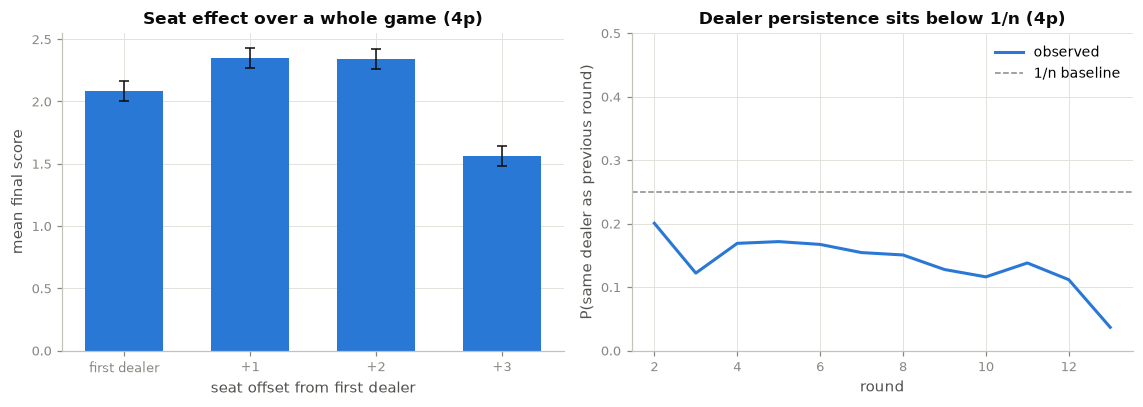 Seat effect over a whole game (4p)
2.5
2.0
1.5
1.0
0.5
0.0
mean final score
first dealer
+1
+2
+3
seat offset from first dealer
Dealer persistence sits below 1/n (4p)
0.5
0.4
0.3
0.2
0.1
0.0
P(same dealer as previous round)
observed
1/n baseline
2
4
6
8
10
12
round